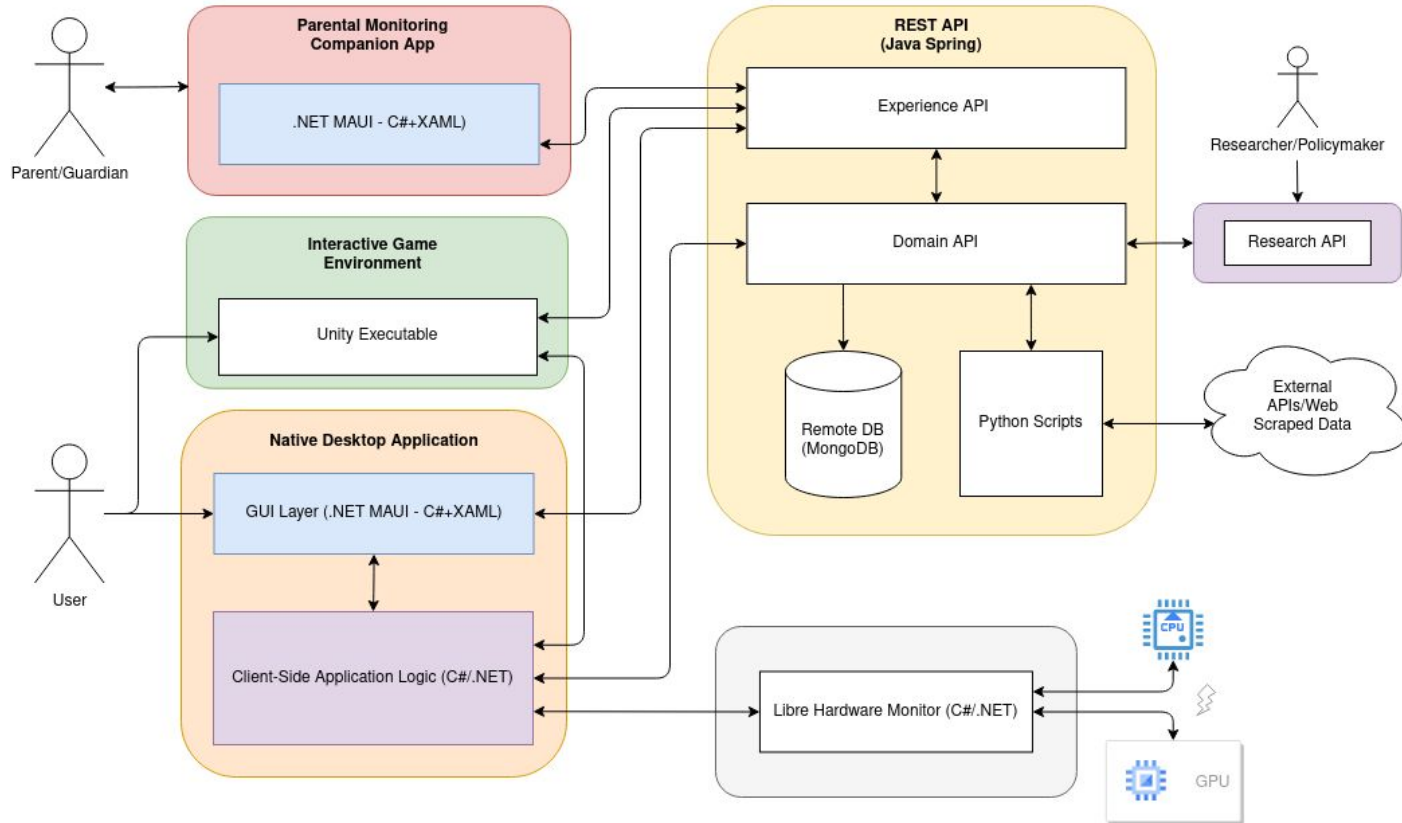 Parental Monitoring
Companion App
.NET MAUI - C#+XAML)
Parent/Guardian
REST API
(Java Spring)
Experience API
Researcher/Policymaker
Domain API
Research API
Interactive Game
Environment
Unity Executable
Remote DB
(MongoDB)
Python Scripts
External
APIs/Web
Scraped Data
Native Desktop Application
GUI Layer (.NET MAUI - C#+XAML)
User
Client-Side Application Logic (C#/.NET)
Libre Hardware Monitor (C#/.NET)
CPU
GPU